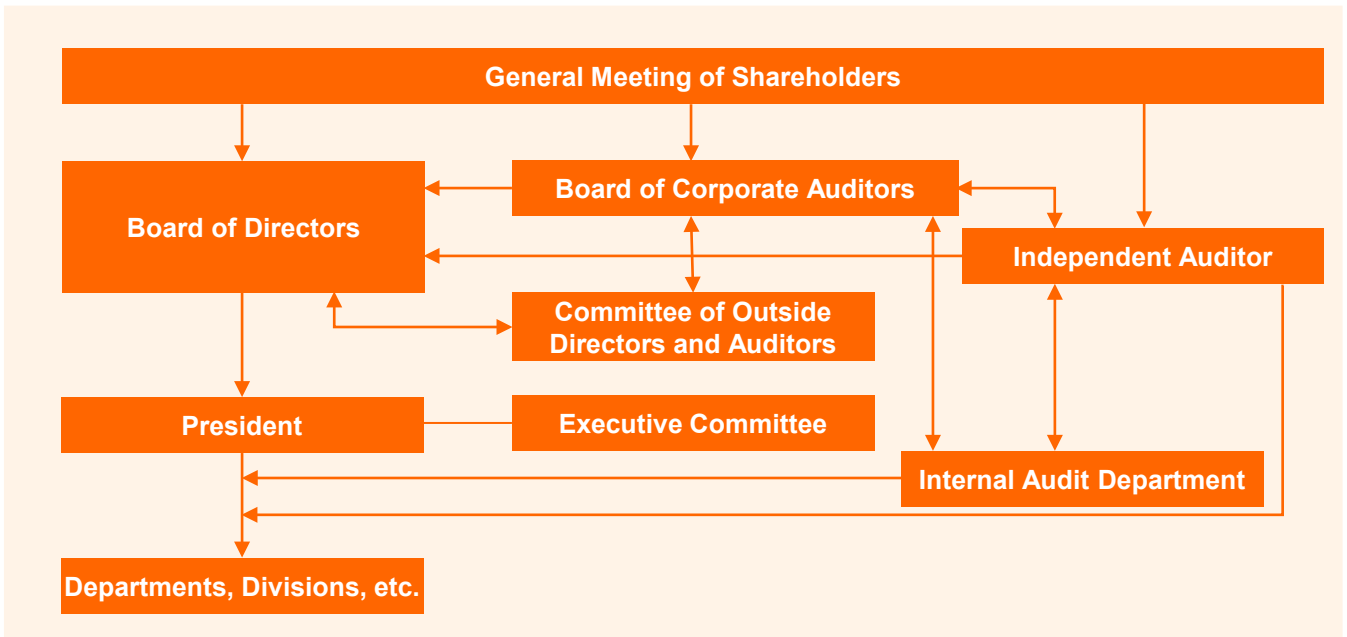 General Meeting of Shareholders
Board of Directors
Board of Corporate Auditors
Independent Auditor
Committee of Outside
Directors and Auditors
President
Executive Committee
Internal Audit Department
Departments, Divisions, etc.